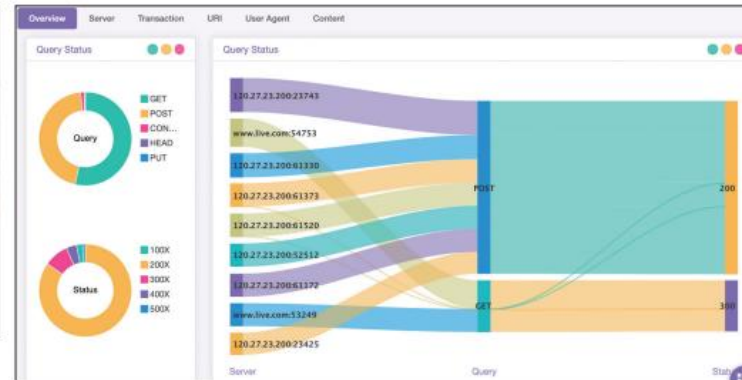 Overview Server Transaction URI User Agent Content
Query Status
Query
GET
POST
CON...
HEAD
PUT
Status
100X
200X
300X
400X
500X
Query Status
120.27.23.200:23743
www.live.com:54753
120.27.23.200:61330
120.27.23.200:61373
120.27.23.200:61520
120.27.23.200:52512
120.27.23.200:61372
www.live.com:53249
120.27.23.200:23425
POST
GET
200
300
Server Query